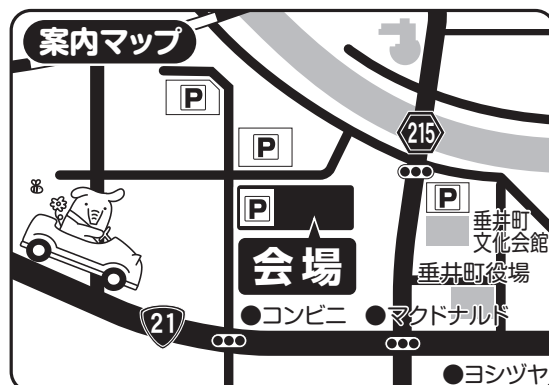 案内マップ
P
215
P
P
P
垂井町
文化会館
会場
垂井町役場
21
●コンビニ
●マクドナルド
●ヨシヅヤ